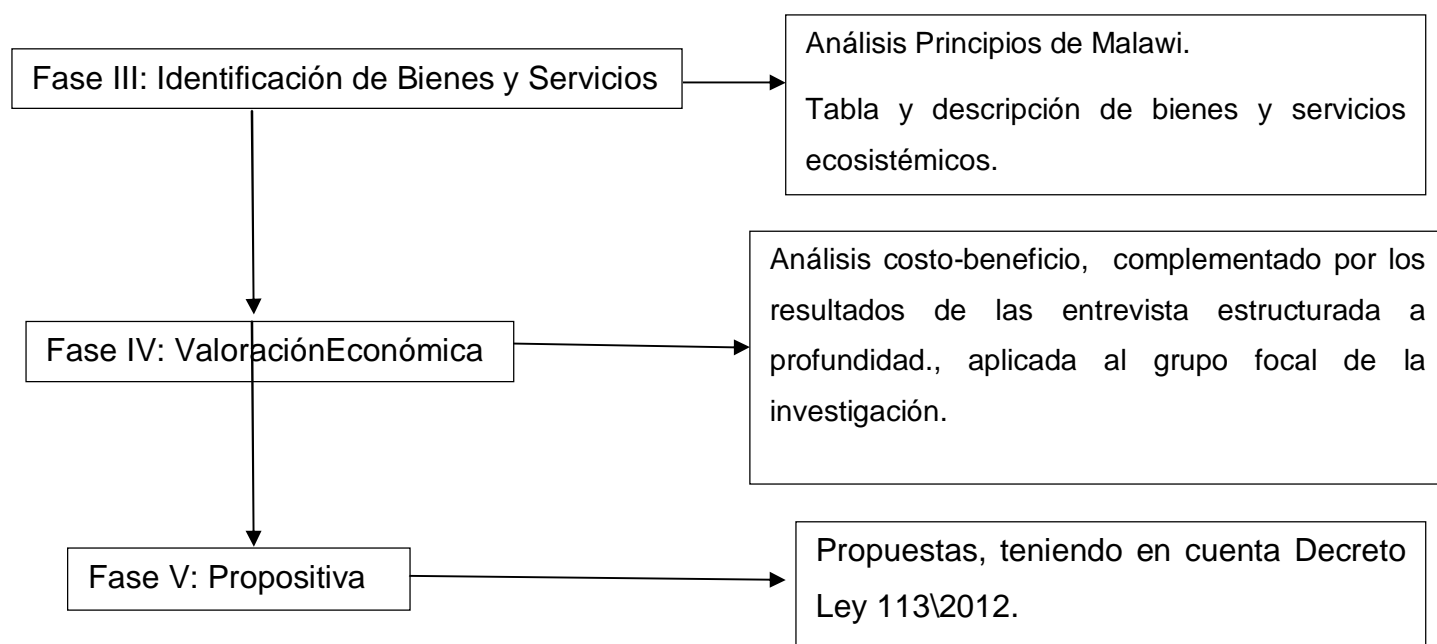 Fase III: Identificación de Bienes y Servicios
Análisis Principios de Malawi.
Tabla y descripción de bienes y servicios
ecosistémicos.
Fase IV: ValoraciónEconómica
Análisis costo-beneficio, complementado por los
resultados de las entrevista estructurada a
profundidad., aplicada al grupo focal de la
investigación.
Fase V: Propositiva
Propuestas, teniendo en cuenta Decreto
Ley 113\2012.